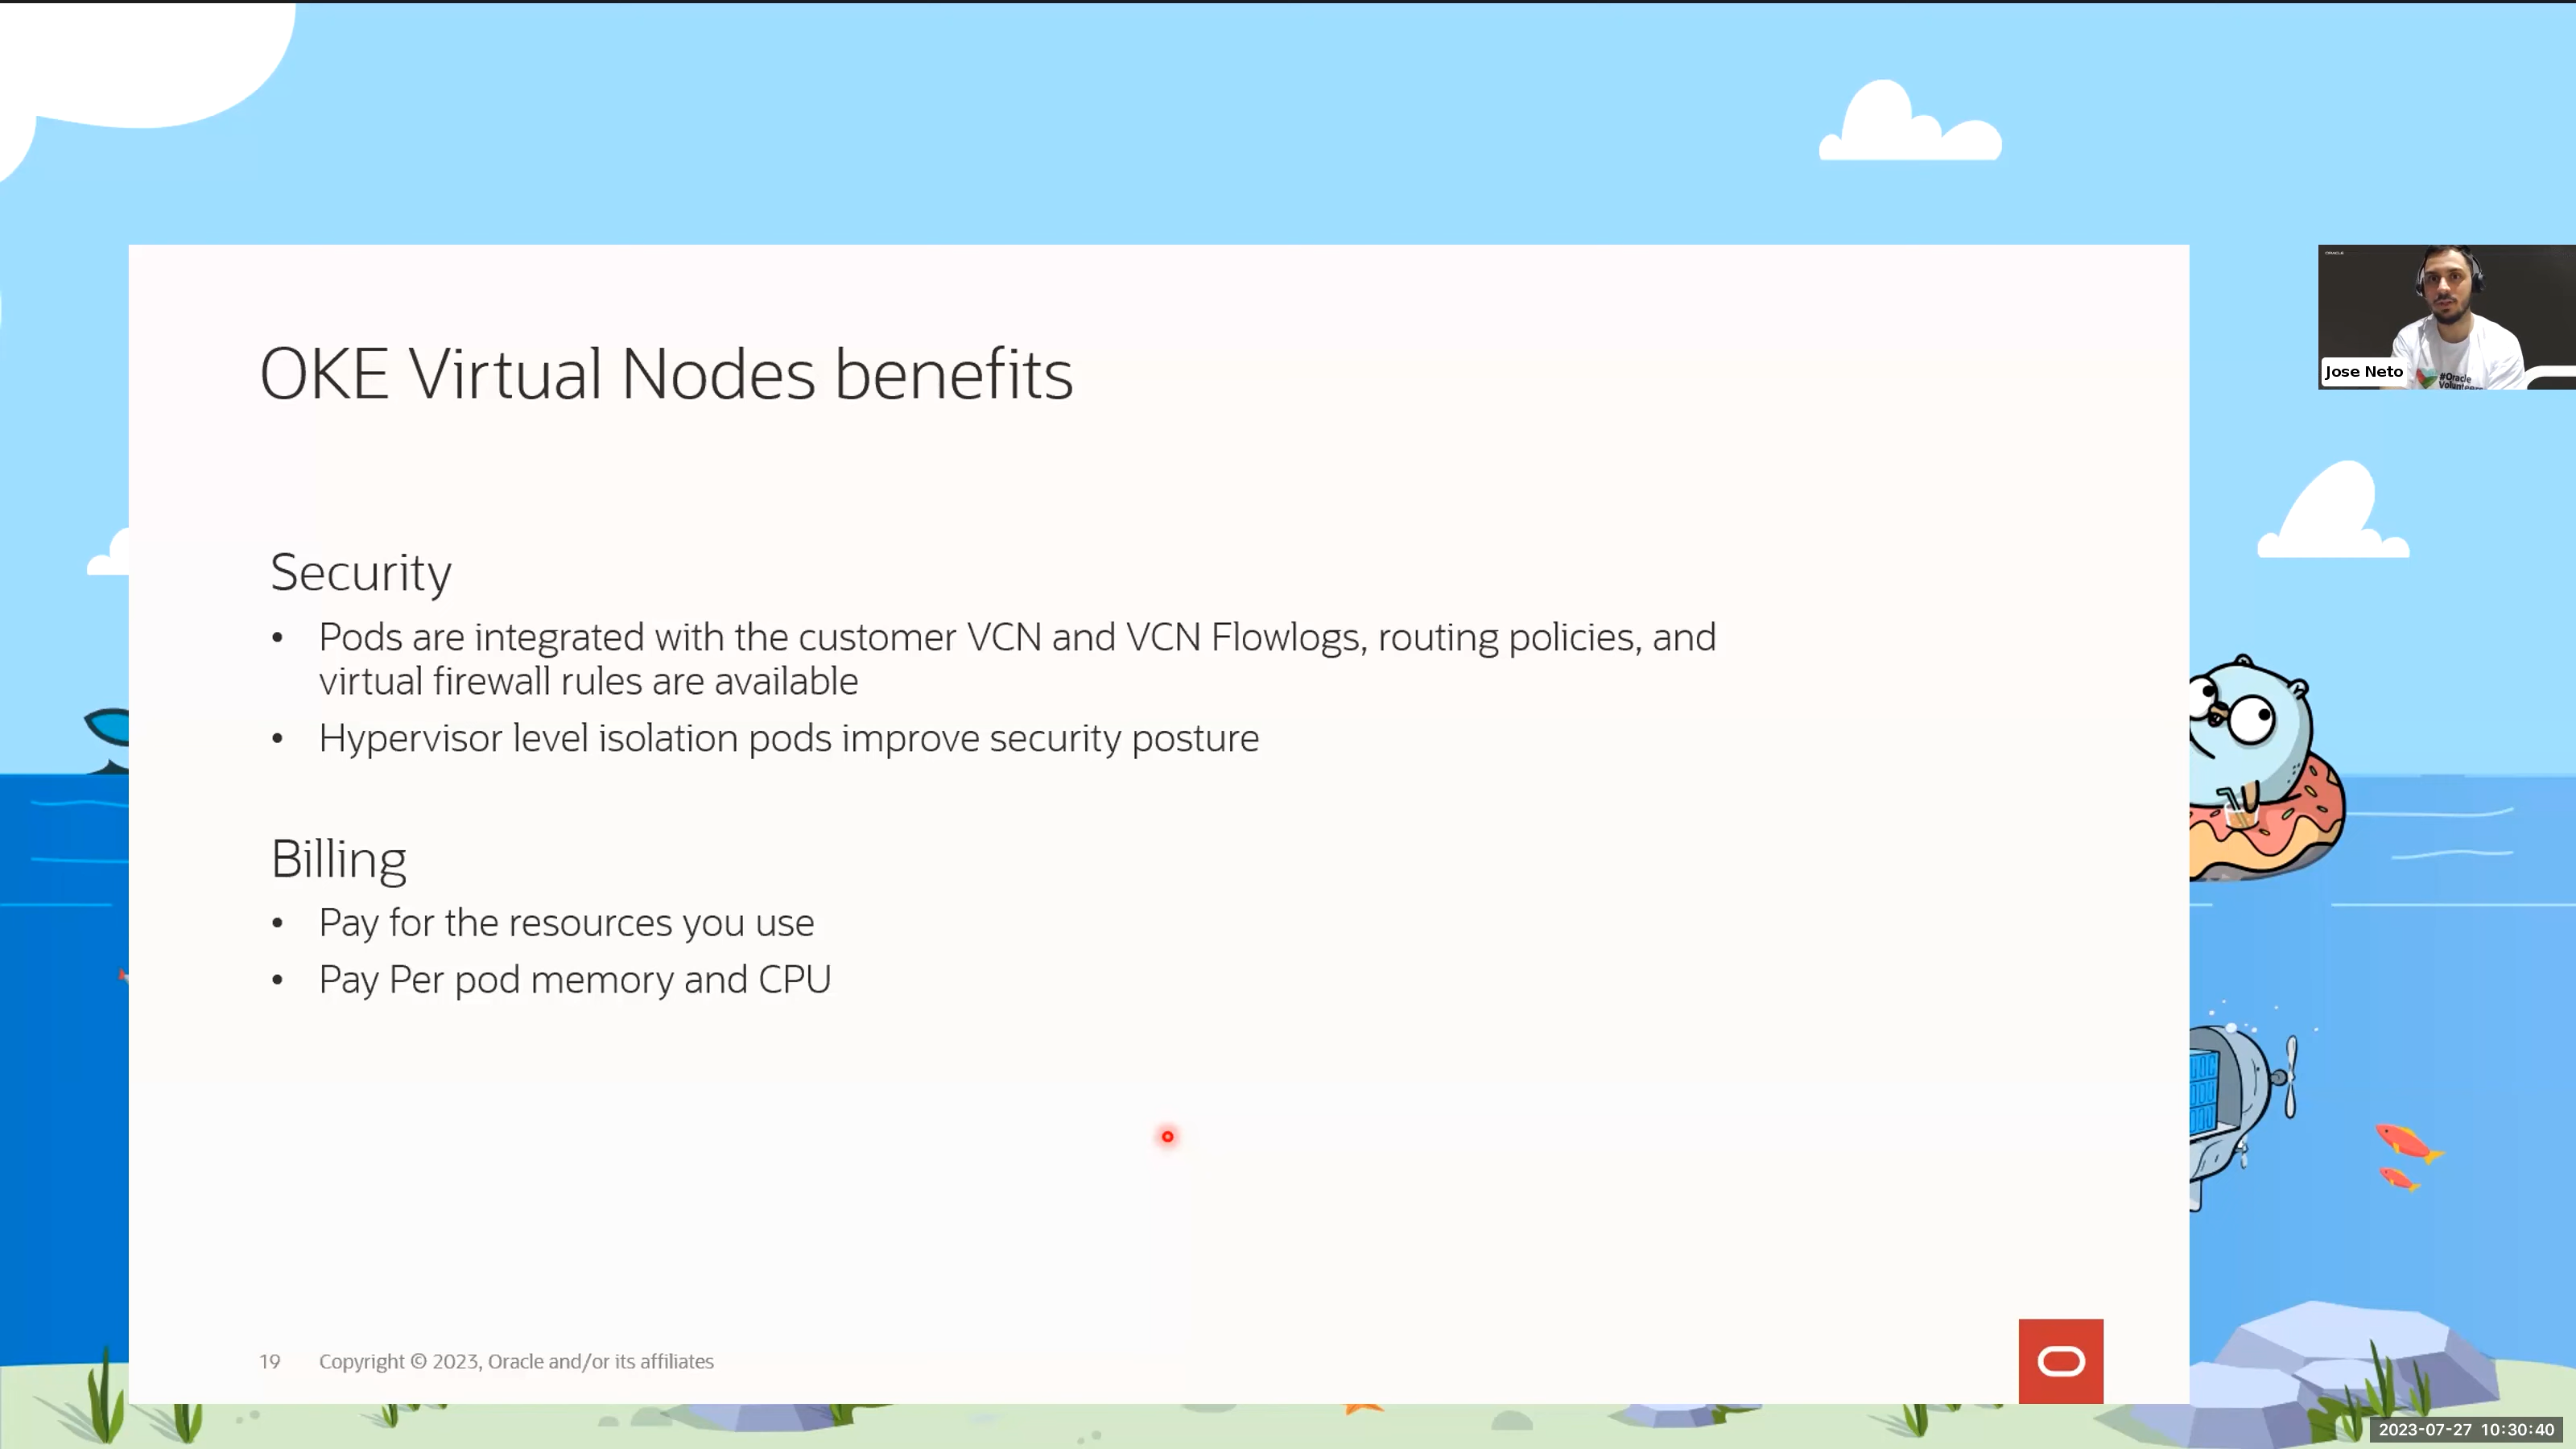 OKE Virtual Nodes benefits
Security
• Pods are integrated with the customer VCN and VCN Flowlogs, routing policies, and
virtual firewall rules are available
• Hypervisor level isolation pods improve security posture
Billing
• Pay for the resources you use
• Pay Per pod memory and CPU
19 Copyright © 2023, Oracle and/or its affiliates
ORACLE
#Oracle
Jose Neto
2023-07-27 10:30:40